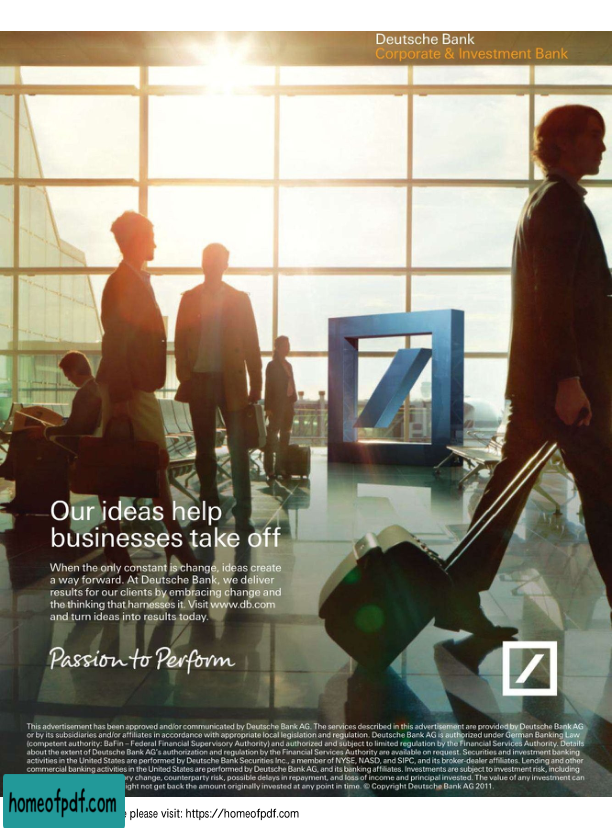 Deutsche Bank
Corporate & Investment Bank
Our ideas help
businesses take off
When the only constant is change, ideas create
a way forward. At Deutsche Bank, we deliver
results for our clients by embracing change and
the thinking that harnesses it. Visit www.db.com
and turn ideas into results today.
Passion to Perform
This advertisement has been approved and/or communicated by Deutsche Bank AG. The services described in this advertisement are provided by Deutsche Bank AG
or by its subsidiaries and/or affiliates in accordance with appropriate local legislation and regulation. Deutsche Bank AG is authorized under German Banking Law
(competent authority: BaFin – Federal Financial Supervisory Authority) and authorized and subject to limited regulation by the Financial Services Authority. Details
about the extent of Deutsche Bank AG's authorization and regulation by the Financial Services Authority are available on request. Securities and investment banking
activities in the United States are performed by Deutsche Bank Securities Inc., a member of NYSE, NASD, and SIPC, and its broker-dealer affiliates. Lending and other
commercial banking activities in the United States are performed by Deutsche Bank AG, and its banking affiliates. Investments are subject to investment risk, including
change, counterparty risk, possible delays in repayment, and loss of income and principal invested. The value of any investment can
not get back the amount originally invested at any point in time. © Copyright Deutsche Bank AG 2011.
homeofpdf.com
please visit: https://homeofpdf.com